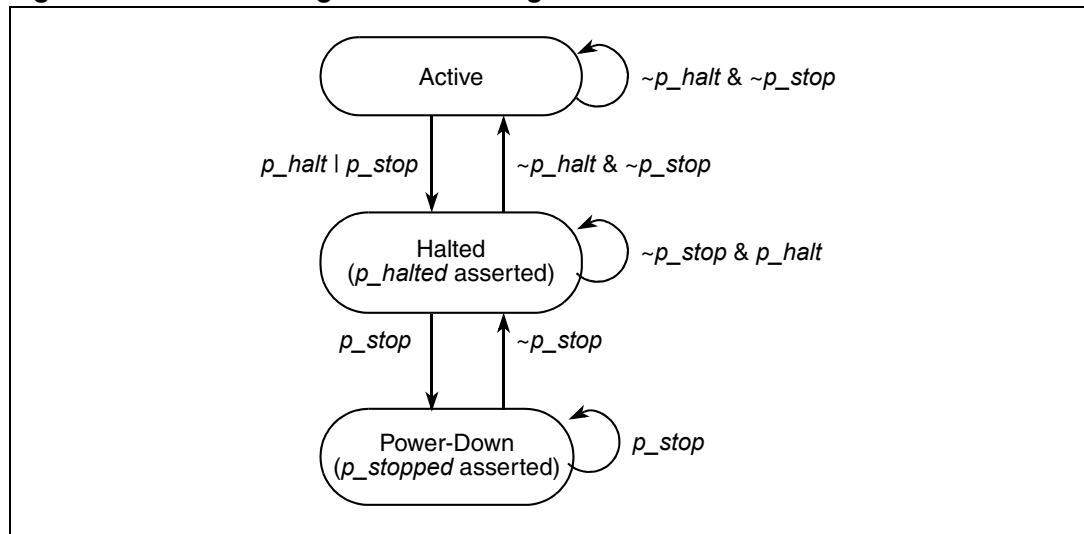 Active
~p_halt & ~p_stop
p_halt | p_stop
~p_halt & ~p_stop
Halted
(p_halted asserted)
~p_stop & p_halt
p_stop
~p_stop
Power-Down
(p_stopped asserted)
p_stop